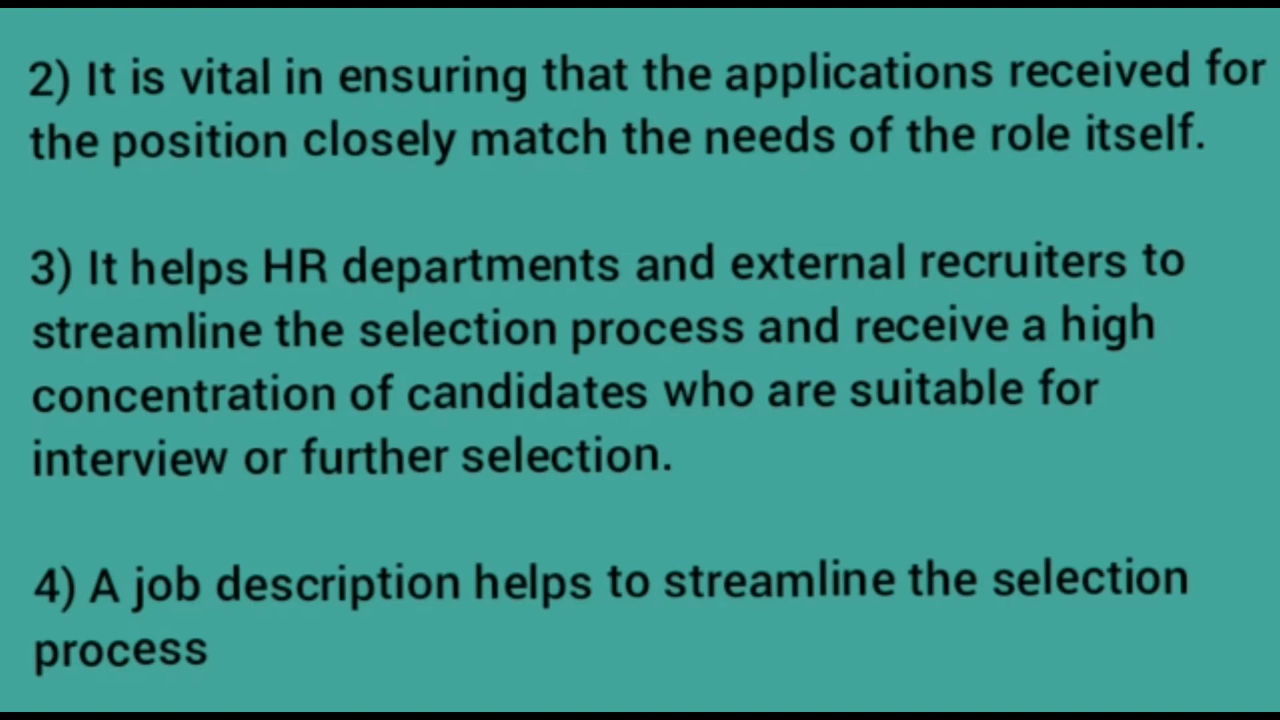 2) It is vital in ensuring that the applications received for
the position closely match the needs of the role itself.
3) It helps HR departments and external recruiters to
streamline the selection process and receive a high
concentration of candidates who are suitable for
interview or further selection.
4) A job description helps to streamline the selection
process